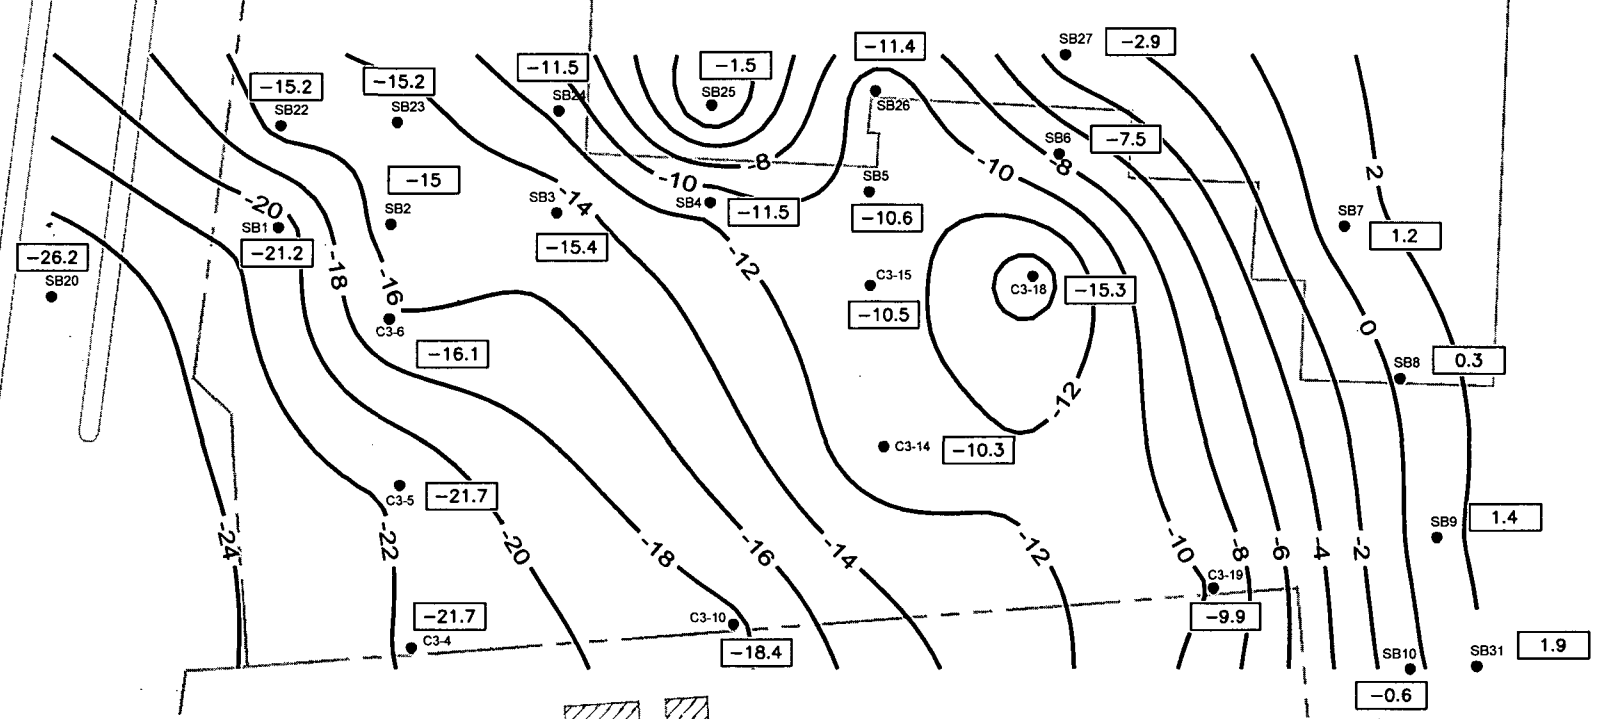 SB27
-2.9
-11.4
-1.5
-11.5
-15.2
-15.2
SB25
SB22
SB23
SB24
SB26
SB6
-7.5
-8
-8
-10
-10
2
-15
SB5
-14
SB3
SB4
-11.5
-10.6
SB2
-20
SB1
-21.2
SB7
1.2
-15.4
-26.2
SB20
-18
-16
-12
C3-15
-10.5
C3-18
-15.3
C3-6
0
-16.1
SB8
0.3
-12
C3-14
-10.3
C3-5
-21.7
SB9
1.4
-24
-22
-20
-18
-16
-14
-12
-10
-8
-6
-4
-2
C3-19
-9.9
-21.7
C3-4
C3-10
-18.4
SB10
-0.6
SB31
1.9